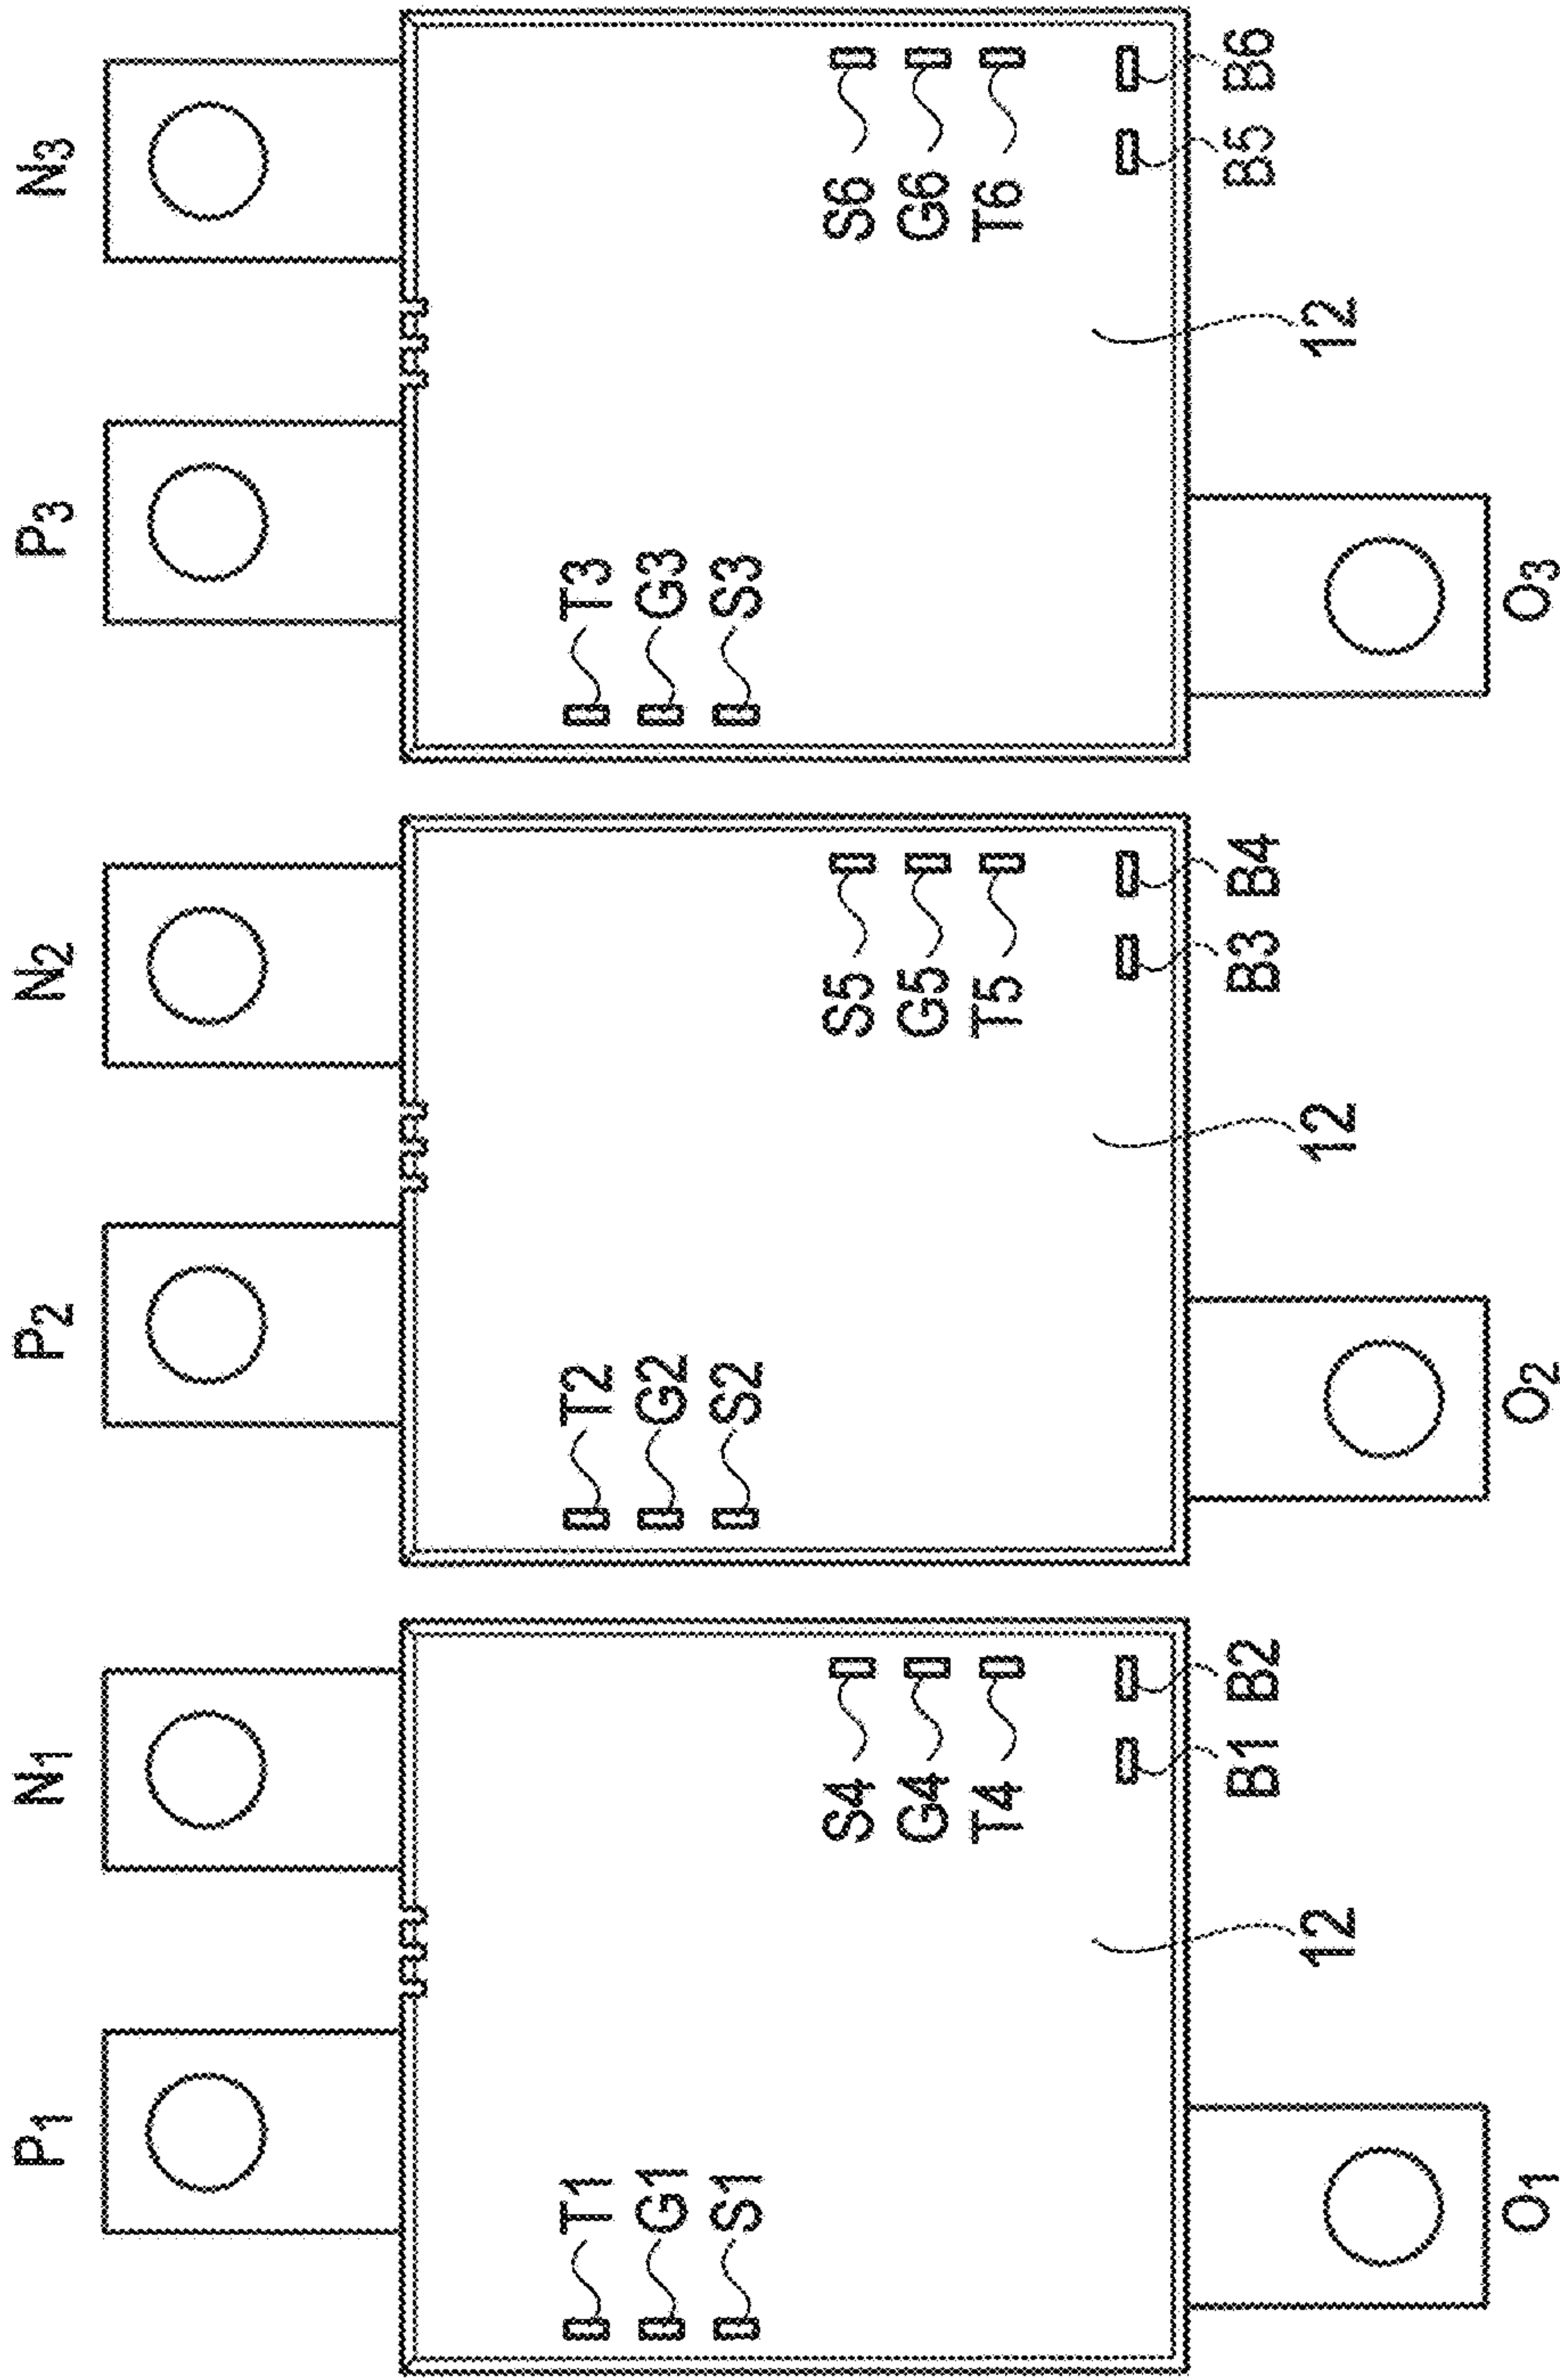 P₁ N₁ P₂ N₂ P₃ N₃
T1 T2 T3
G1 G2 G3
S1 S2 S3
S4 S5 S6
G4 G5 G6
T4 T5 T6
B1 B2 B3 B4 B5 B6
12 12 12
O₁ O₂ O₃